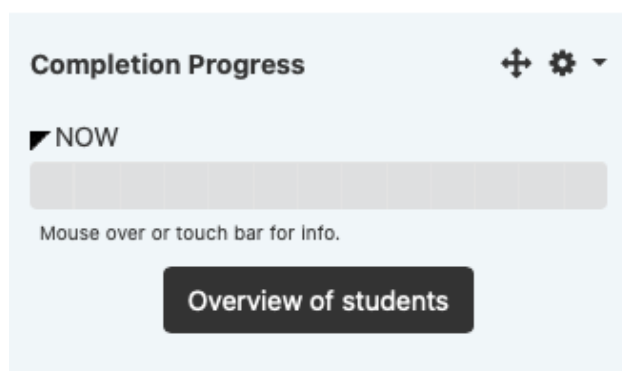 Completion Progress
NOW
Mouse over or touch bar for info.
Overview of students